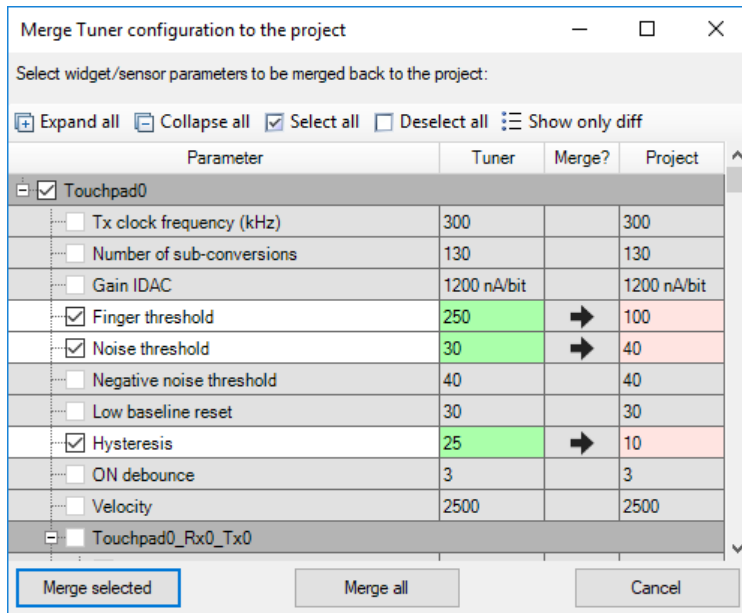 Merge Tuner configuration to the project
Select widget/sensor parameters to be merged back to the project:
Expand all Collapse all Select all Deselect all Show only diff
Parameter Tuner Merge? Project
Touchpad0
Tx clock frequency (kHz) 300 300
Number of sub-conversions 130 130
Gain IDAC 1200 nA/bit 1200 nA/bit
Finger threshold 250 100
Noise threshold 30 40
Negative noise threshold 40 40
Low baseline reset 30 30
Hysteresis 25 10
ON debounce 3 3
Velocity 2500 2500
Touchpad0_Rx0_Tx0
Merge selected Merge all Cancel